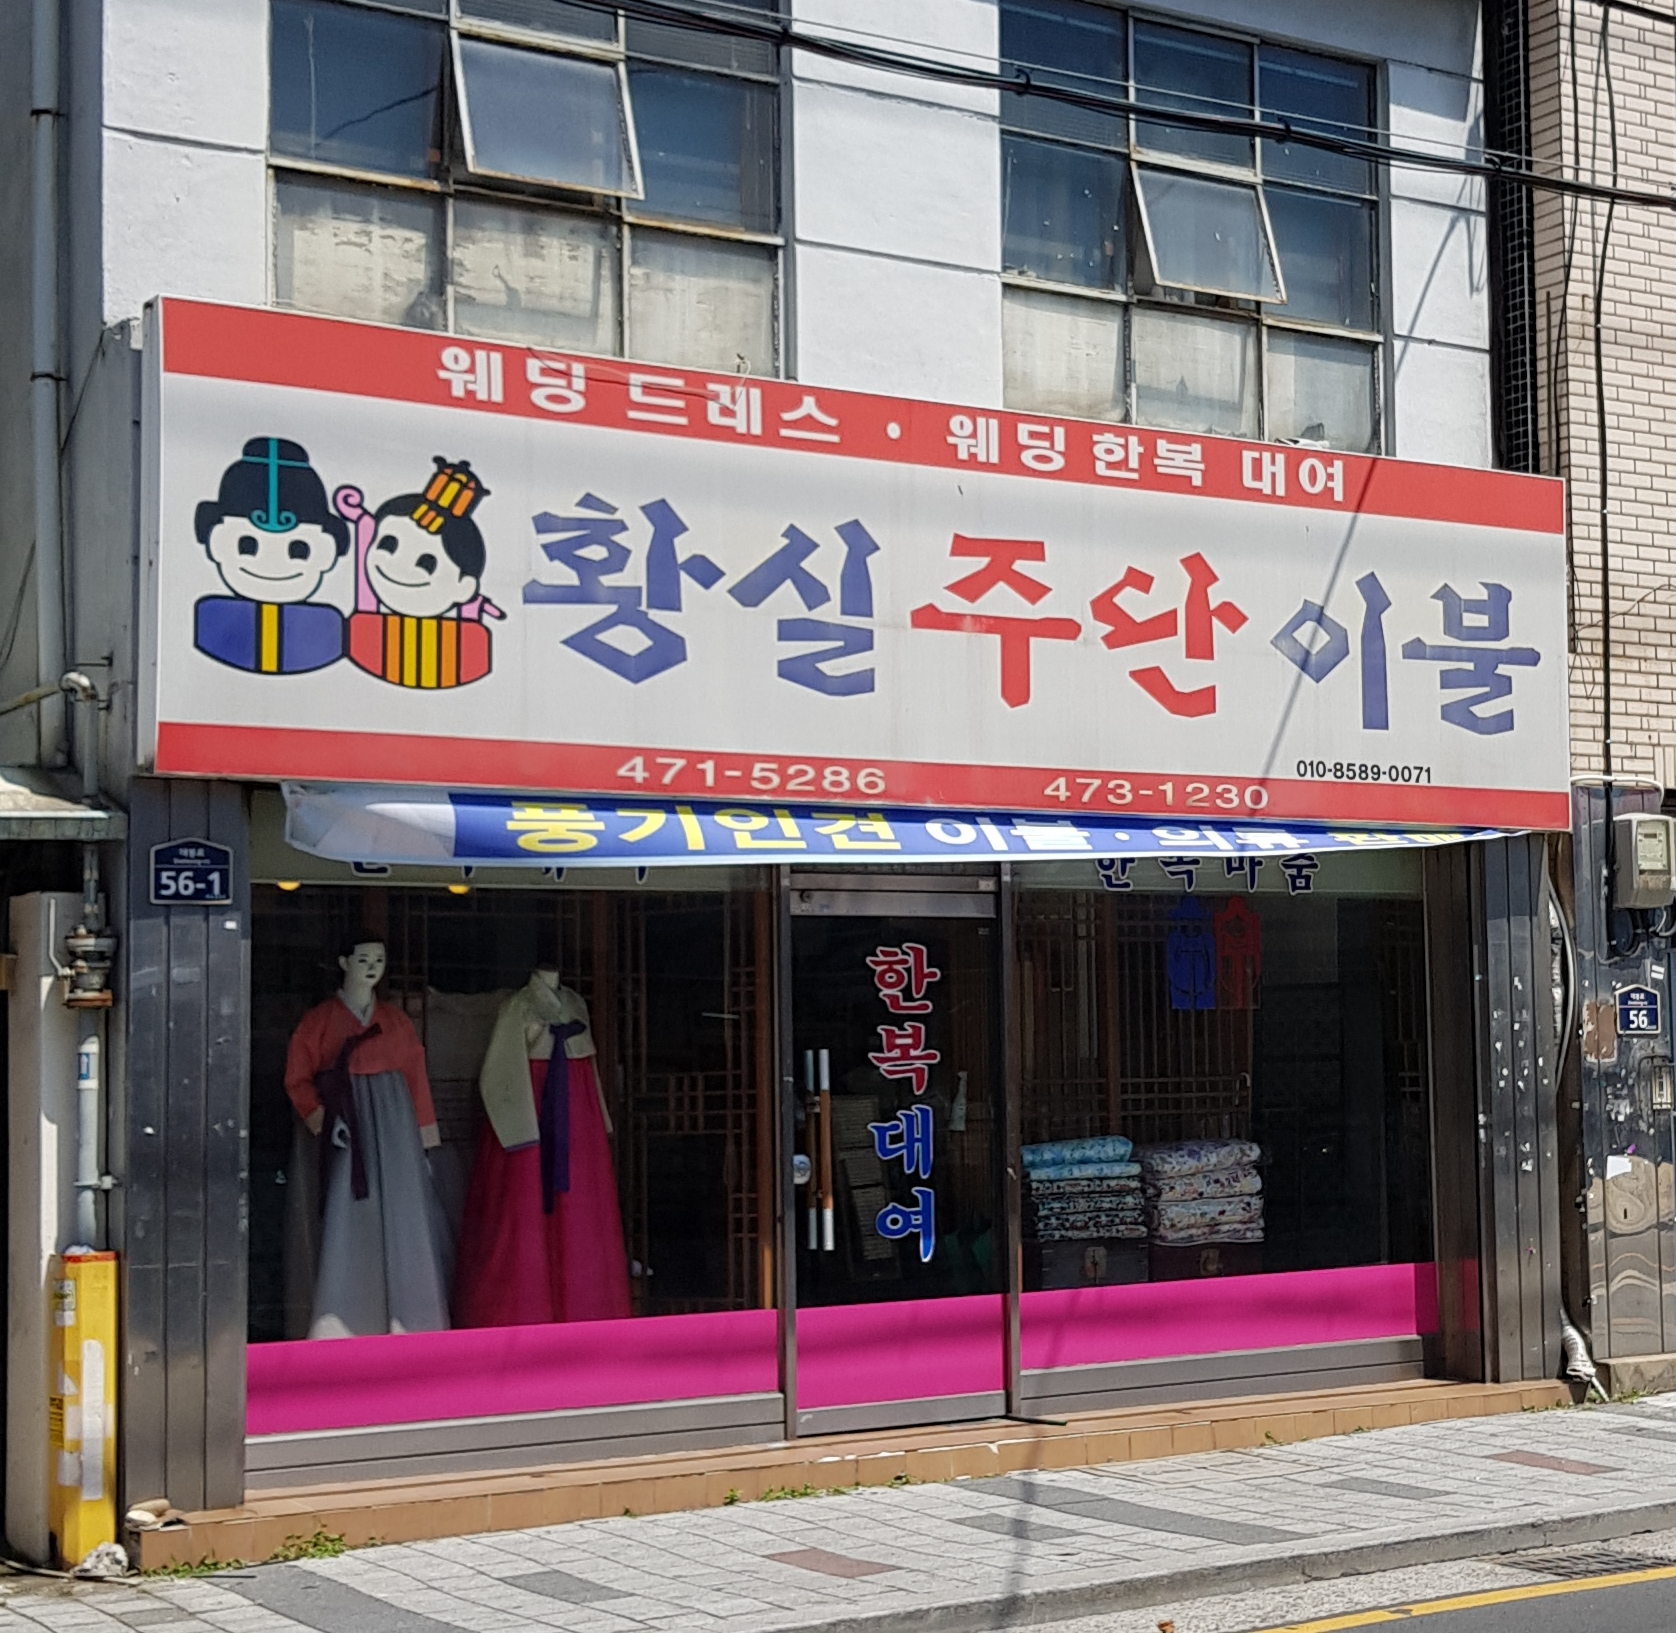 웨딩 드레스 · 웨딩한복 대여
황실주단이불
471-5286 473-1230
010-8589-0071
풍기인견 이불 · 의류
한복마춤
56-1
한복대여
56